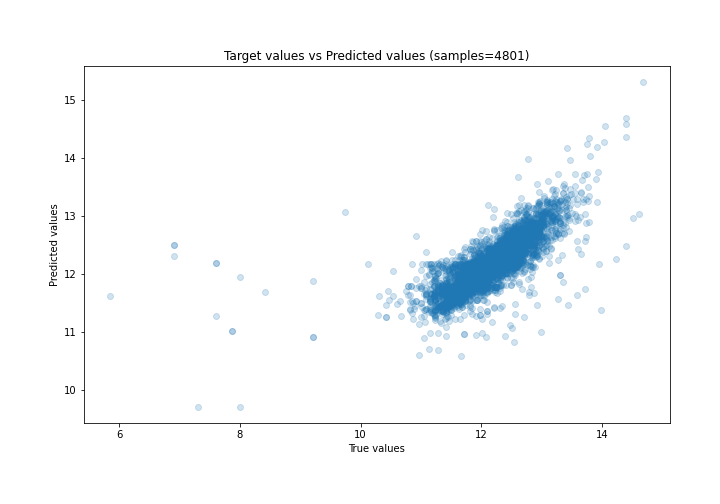 Target values vs Predicted values (samples=4801)
15
14
13
12
11
10
Predicted values
6 8 10 12 14
True values